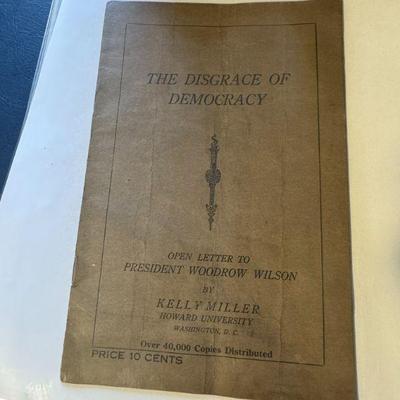 THE DISGRACE OF
DEMOCRACY
OPEN LETTER TO
PRESIDENT WOODROW WILSON
BY
KELLY MILLER
HOWARD UNIVERSITY
WASHINGTON, D. C.
Over 40,000 Copies Distributed
PRICE 10 CENTS